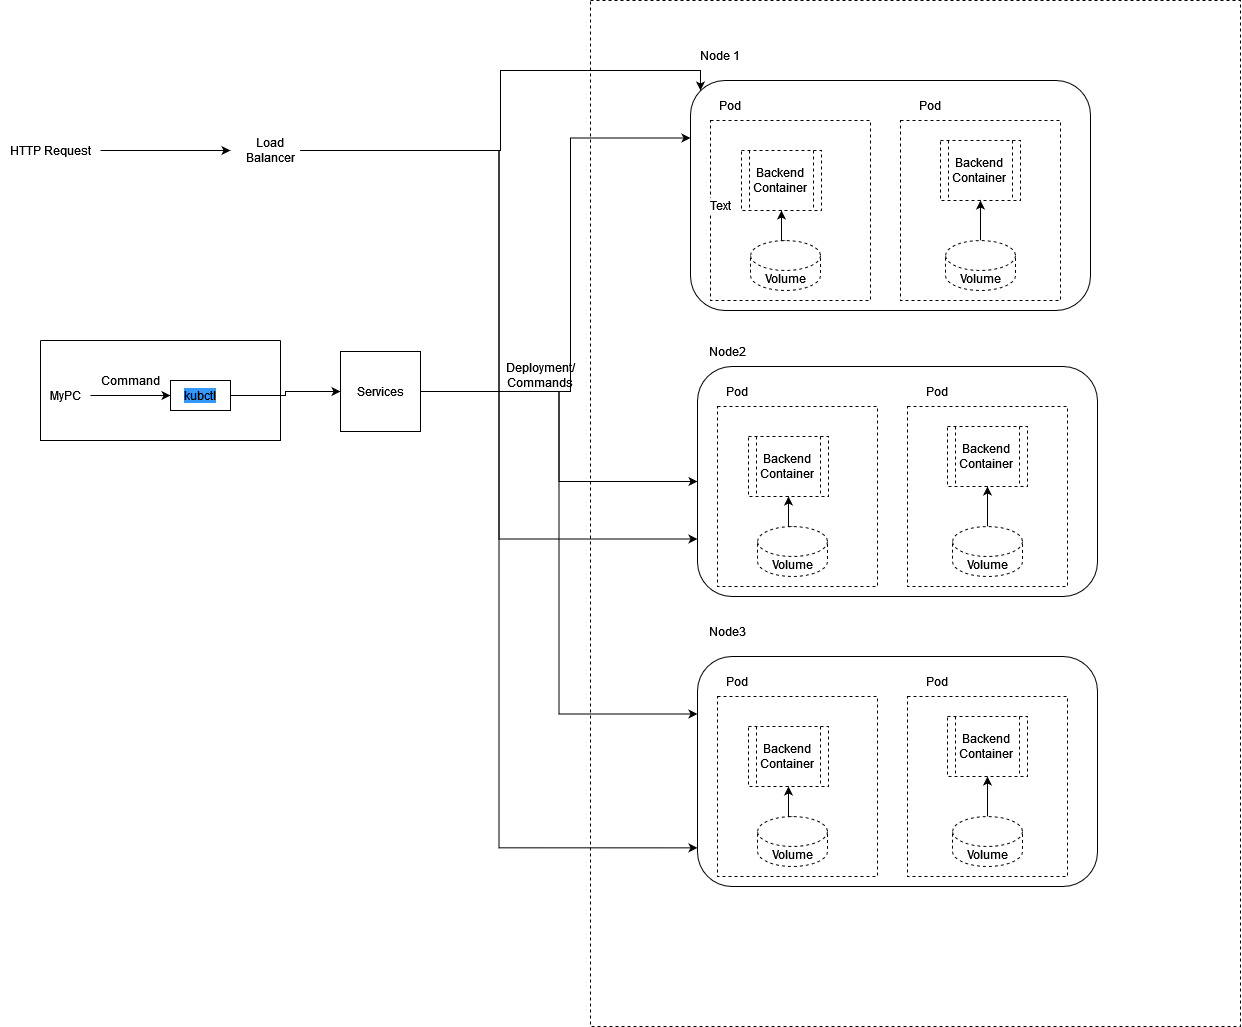 Node 1
Pod
Pod
HTTP Request
Load
Balancer
Backend
Container
Backend
Container
Text
Volume
Volume
Node2
MyPC
Command
kubctl
Services
Deployment/
Commands
Pod
Pod
Backend
Container
Backend
Container
Volume
Volume
Node3
Pod
Pod
Backend
Container
Backend
Container
Volume
Volume